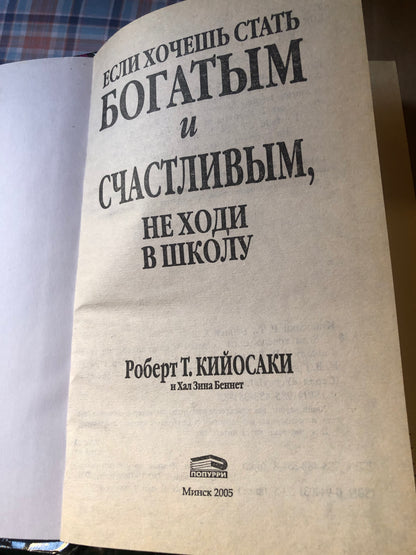 ЕСЛИ ХОЧЕШЬ СТАТЬ
БОГАТЫМ
и
СЧАСТЛИВЫМ,
НЕ ХОДИ
В ШКОЛУ
Роберт Т. КИЙОСАКИ
и Хал Зина Беннет
ПОПУРРИ
Минск 2005